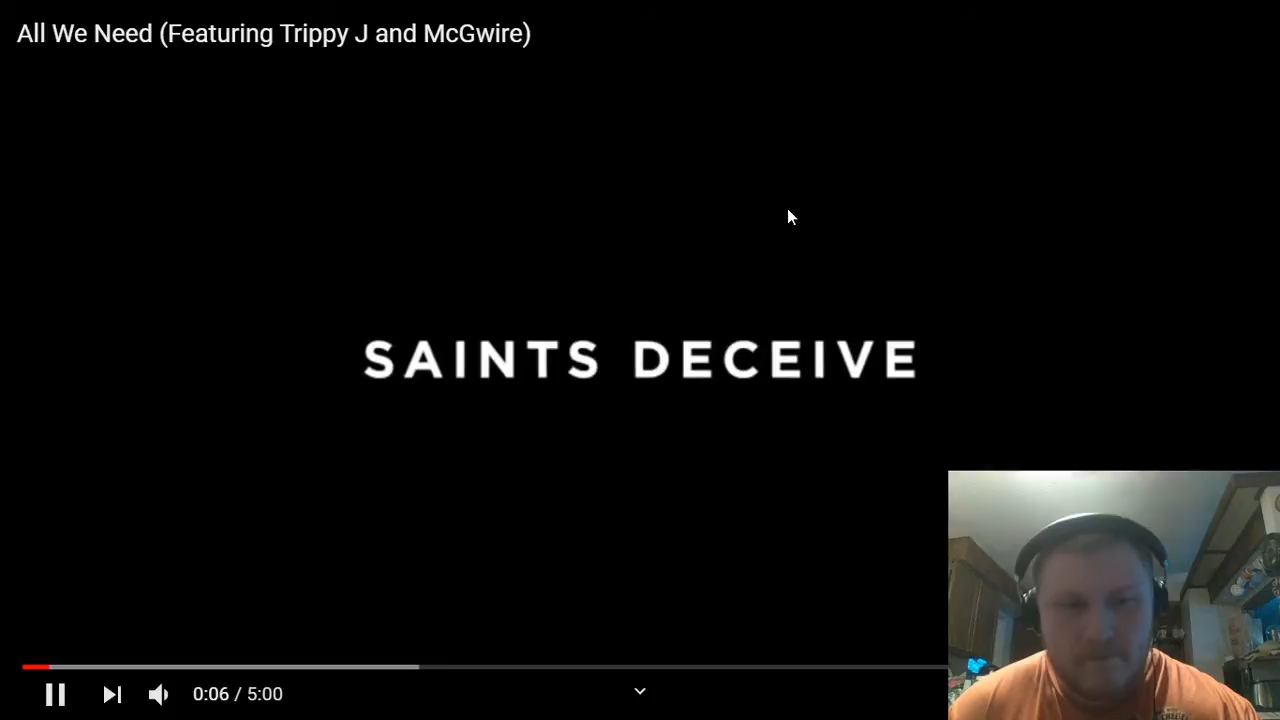 All We Need (Featuring Trippy J and McGwire)
SAINTS DECEIVE
0:06 / 5:00